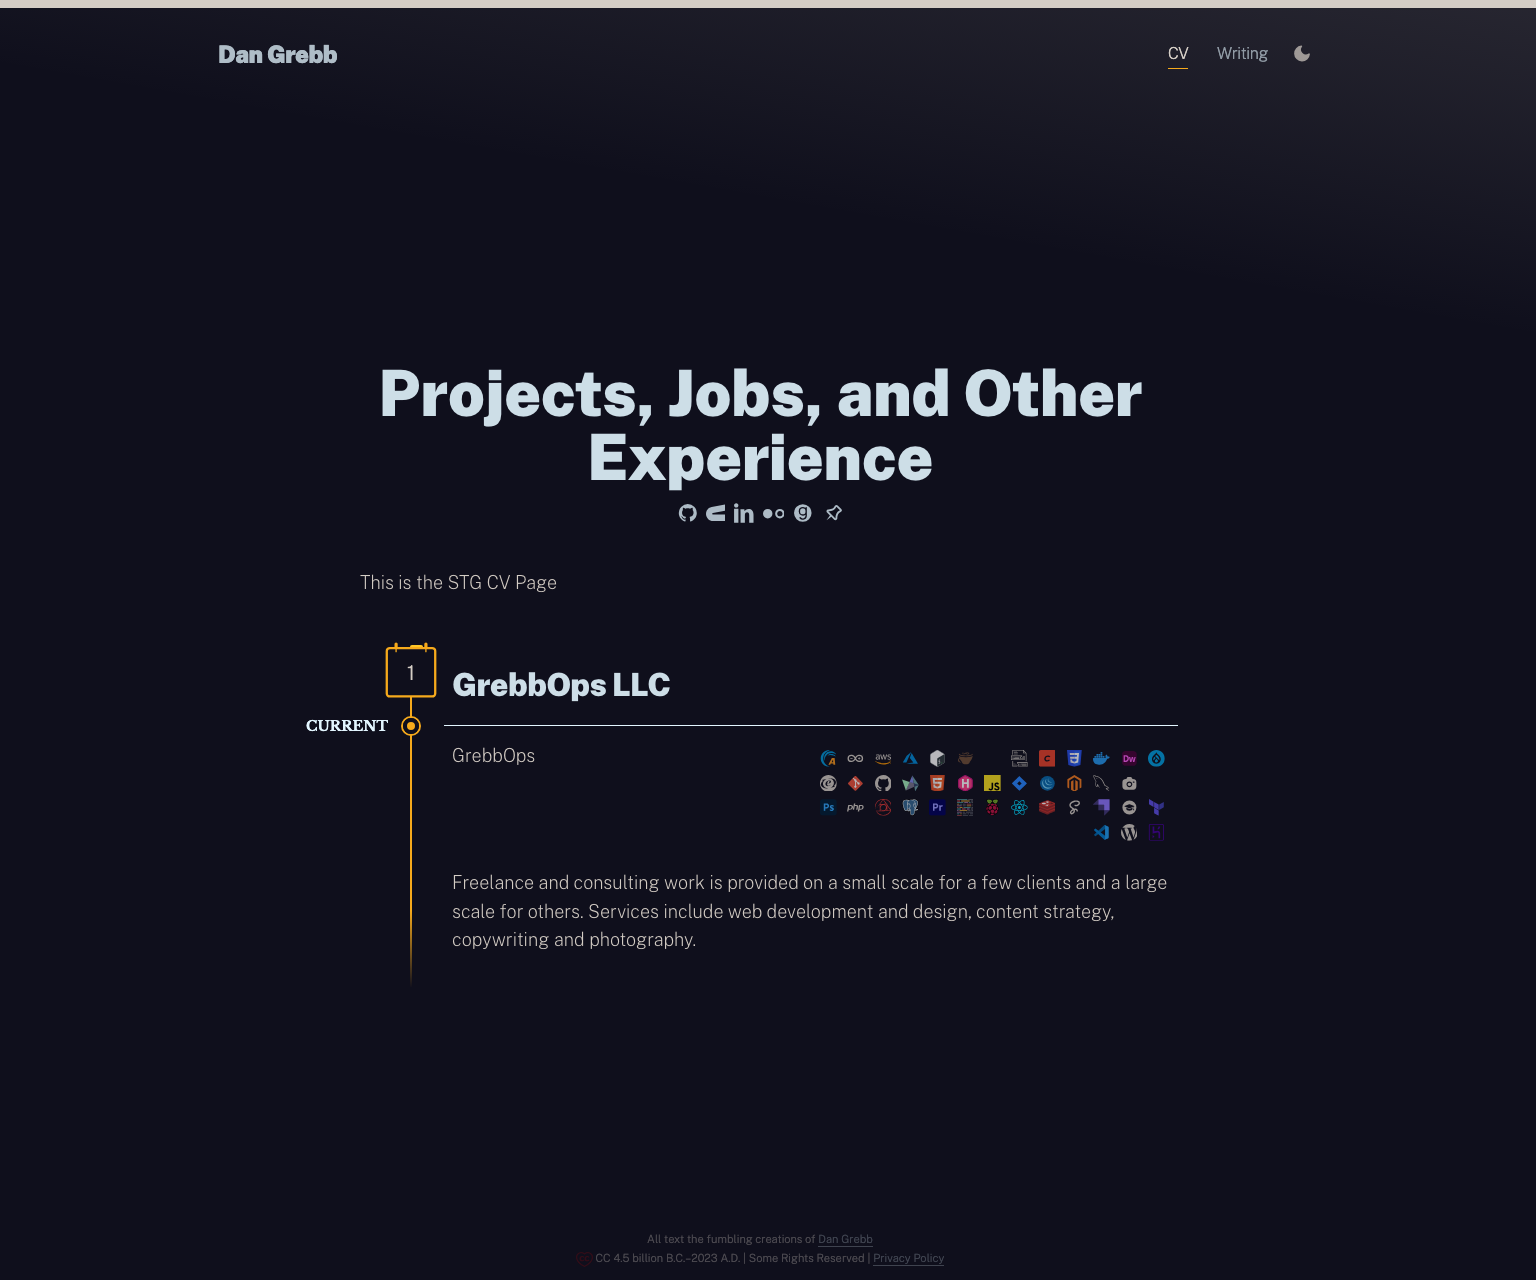 Dan Grebb
CV
Writing
Projects, Jobs, and Other
Experience
in
This is the STG CV Page
1
GrebbOps LLC
CURRENT
GrebbOps
aws
Dw
JS
Ps
php
Pr
Freelance and consulting work is provided on a small scale for a few clients and a large
scale for others. Services include web development and design, content strategy,
copywriting and photography.
All text the fumbling creations of Dan Grebb
CC 4.5 billion B.C.–2023 A.D. | Some Rights Reserved | Privacy Policy